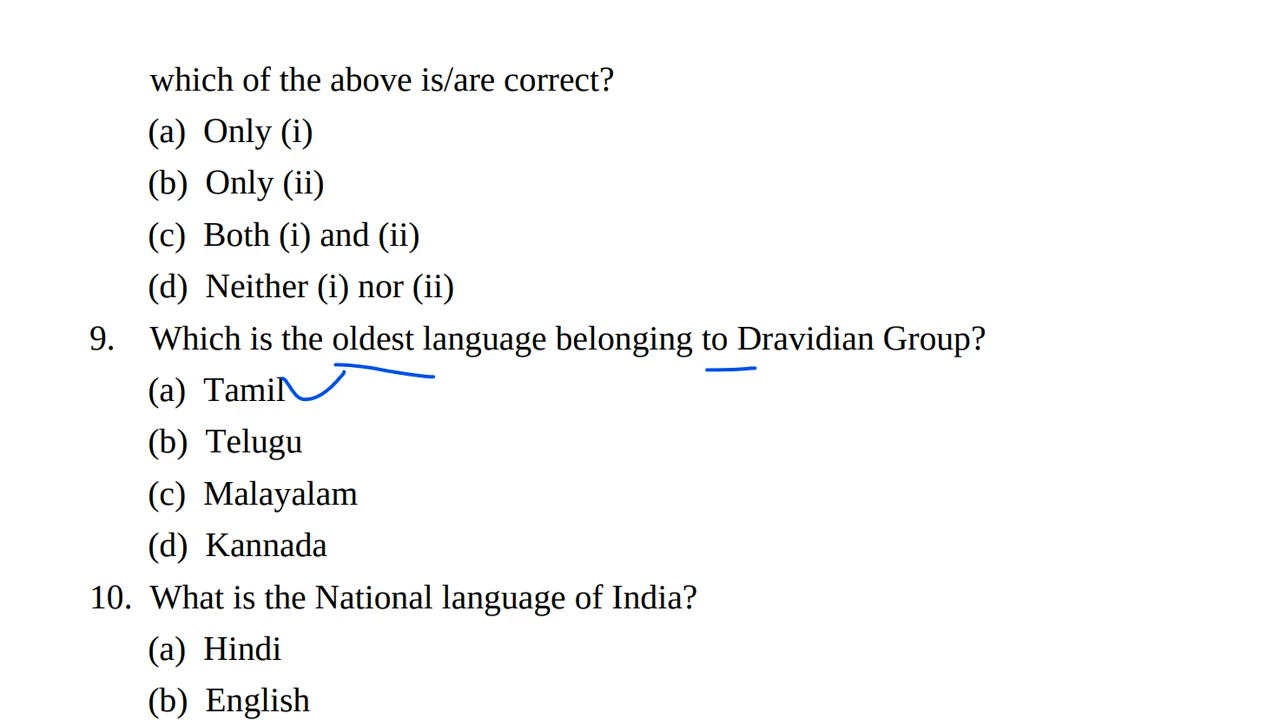 which of the above is/are correct?
(a) Only (i)
(b) Only (ii)
(c) Both (i) and (ii)
(d) Neither (i) nor (ii)
9. Which is the oldest language belonging to Dravidian Group?
(a) Tamil
(b) Telugu
(c) Malayalam
(d) Kannada
10. What is the National language of India?
(a) Hindi
(b) English